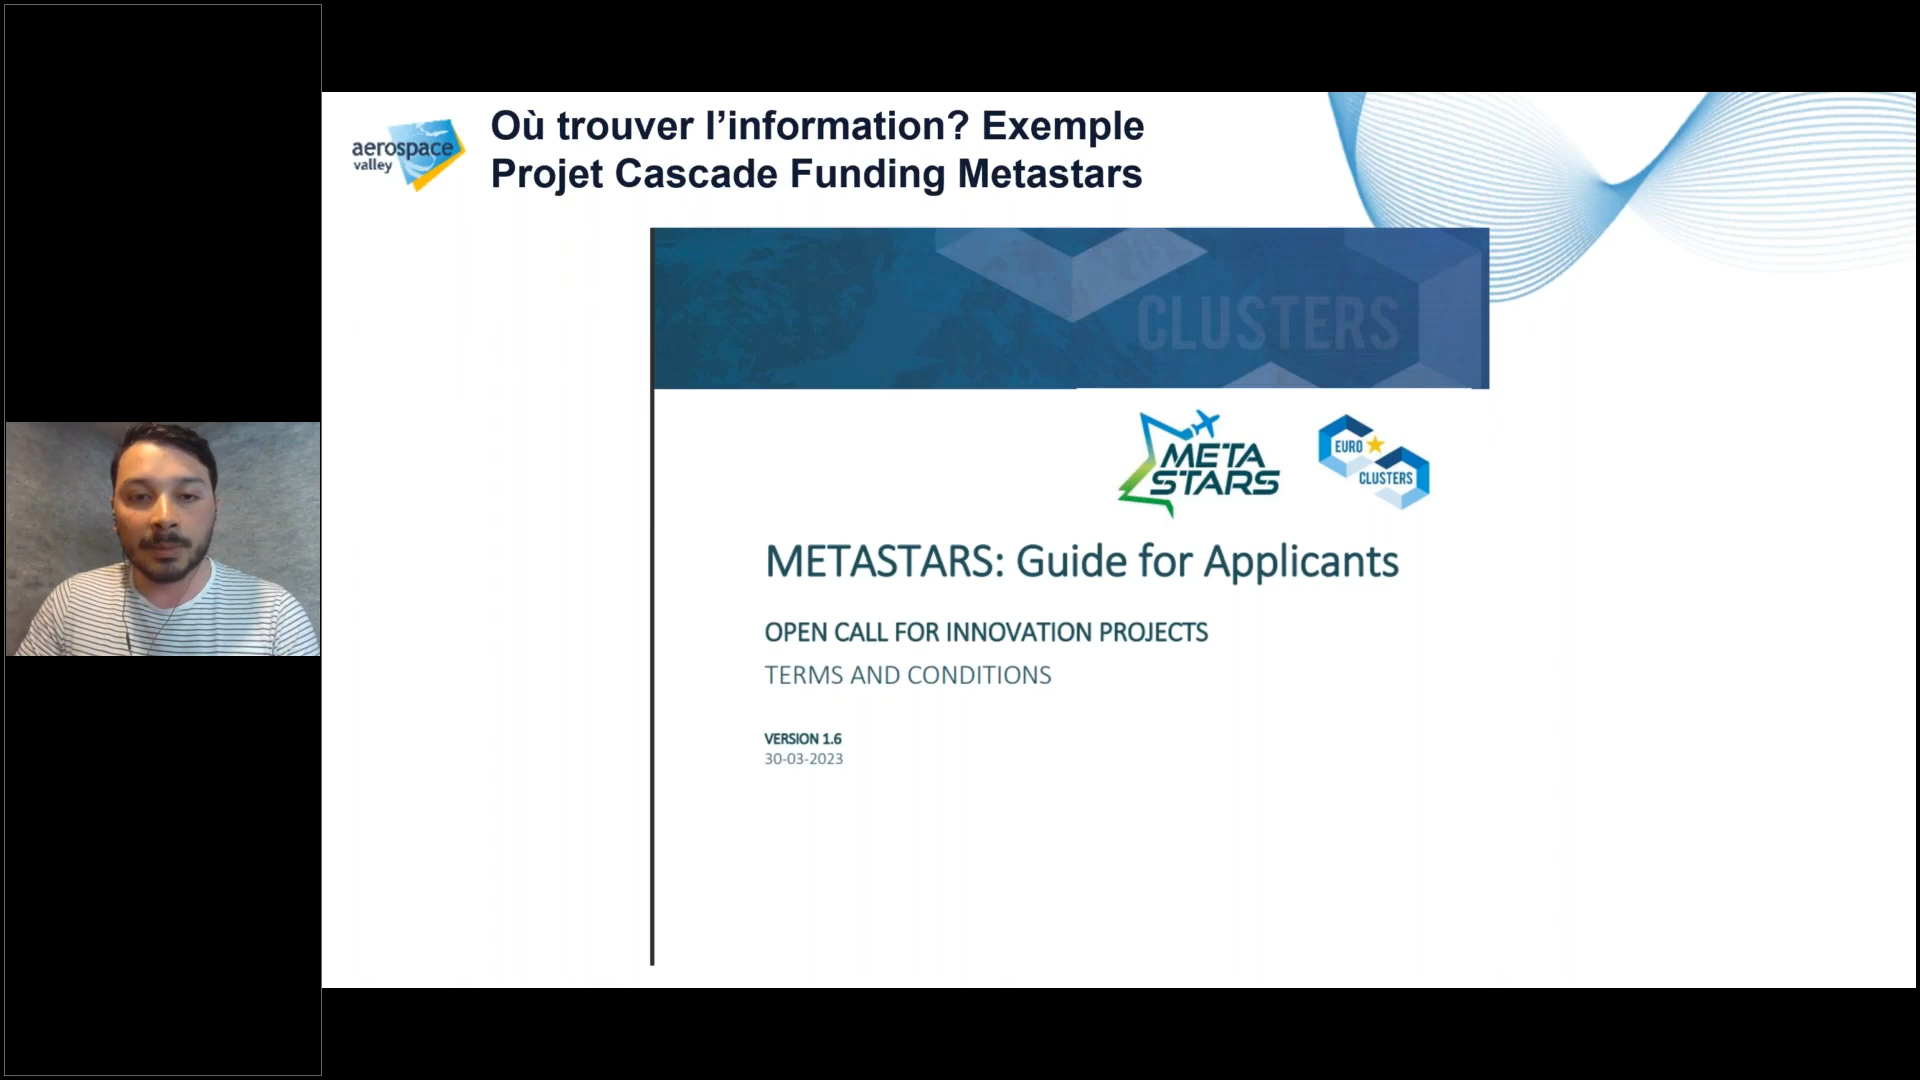 aerospace
valley
Où trouver l’information? Exemple
Projet Cascade Funding Metastars
CLUSTERS
META
STARS
EURO
CLUSTERS
METASTARS: Guide for Applicants
OPEN CALL FOR INNOVATION PROJECTS
TERMS AND CONDITIONS
VERSION 1.6
30-03-2023